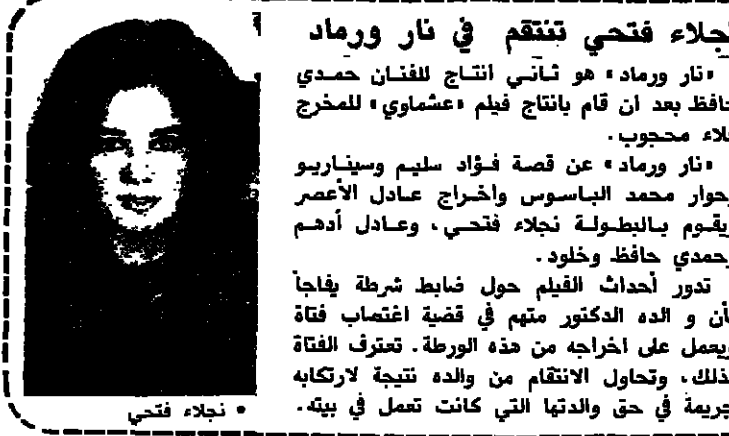 نجلاء فتحي تنتقم في نار ورماد
«نار ورماد» هو ثاني انتاج للفنان حمدي
حافظ بعد ان قام بانتاج فيلم «عشماوي» للمخرج
علاء محجوب.
«نار ورماد» عن قصة فؤاد سليم وسيناريو
وحوار محمد الباسوس واخراج عادل الأعصر
ويقوم بالبطولة نجلاء فتحي، وعادل أدهم
وحمدي حافظ وخلود.
تدور أحداث الفيلم حول ضابط شرطة يفاجأ
بأن و الده الدكتور متهم في قضية اغتصاب فتاة
ويعمل على اخراجه من هذه الورطة. تعترف الفتاة
بذلك، وتحاول الانتقام من والده نتيجة لارتكابه
جريمة في حق والدتها التي كانت تعمل في بيته.
• نجلاء فتحي